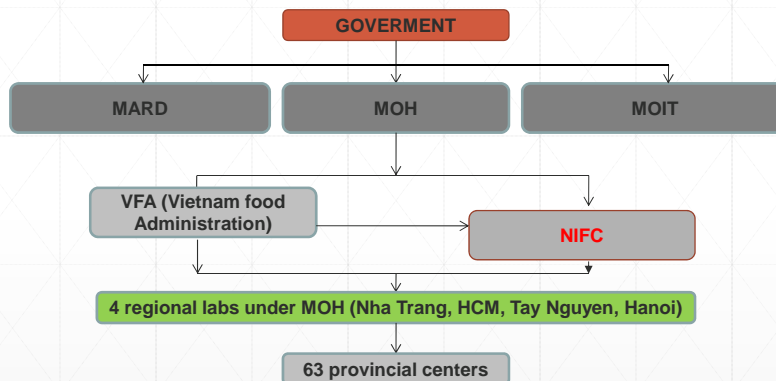 GOVERMENT
MARD
MOH
MOIT
VFA (Vietnam food
Administration)
NIFC
4 regional labs under MOH (Nha Trang, HCM, Tay Nguyen, Hanoi)
63 provincial centers